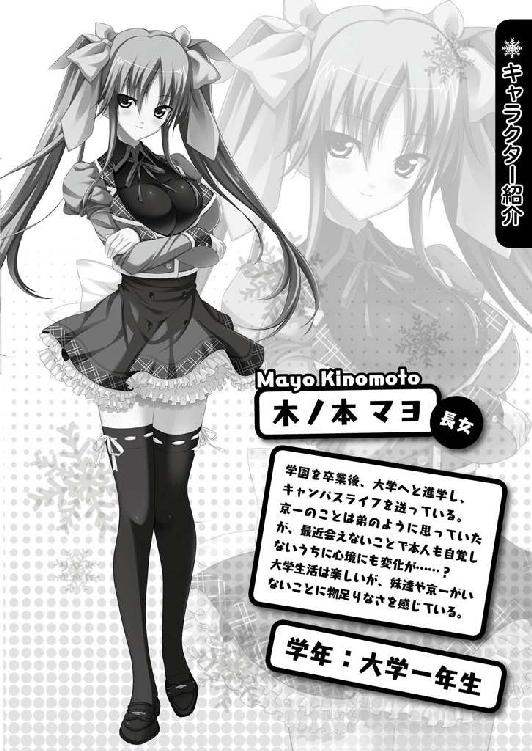 キャラクター紹介
Mayo Kinomoto
木ノ本 マヨ
長女
学園を卒業後、大学へと進学し、
キャンパスライフを送っている。
京一のことは弟のように思っていた
が、最近会えないことで本人も自覚し
ないうちに心境にも変化が……？
大学生活は楽しいが、妹達や京一がい
ないことに物足りなさを感じている。
学年：大学一年生